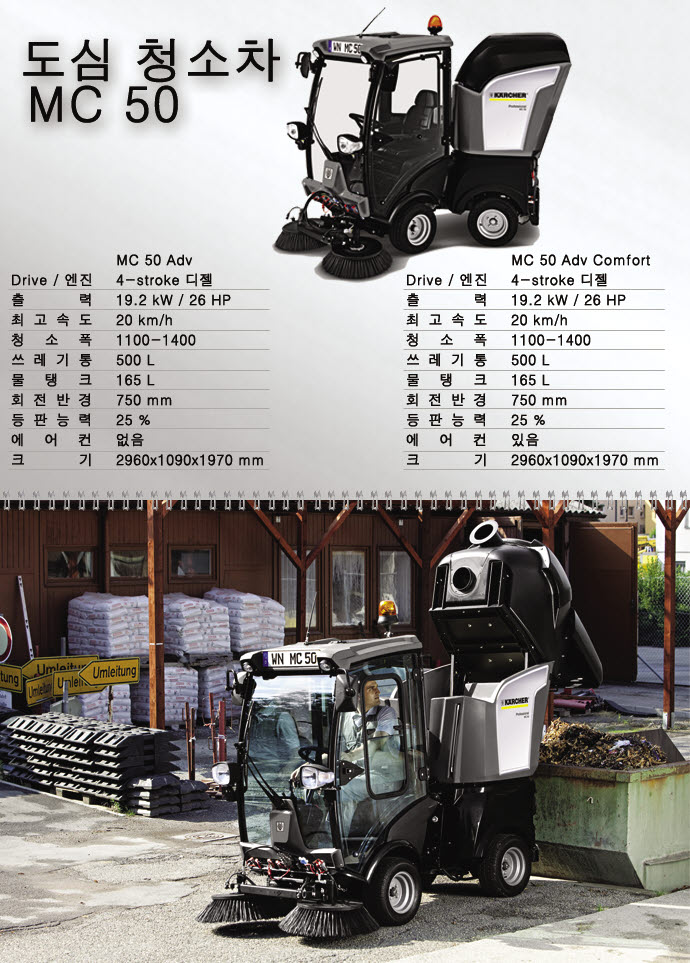 도심 청소차
MC 50
WN MC 50
KÄRCHER
Professional
MC 50 Adv
Drive / 엔진 4-stroke 디젤
출 력 19.2 kW / 26 HP
최 고 속 도 20 km/h
청 소 폭 1100-1400
쓰 레 기 통 500 L
물 탱 크 165 L
회 전 반 경 750 mm
등 판 능 력 25 %
에 어 컨 없음
크 기 2960x1090x1970 mm
MC 50 Adv Comfort
Drive / 엔진 4-stroke 디젤
출 력 19.2 kW / 26 HP
최 고 속 도 20 km/h
청 소 폭 1100-1400
쓰 레 기 통 500 L
물 탱 크 165 L
회 전 반 경 750 mm
등 판 능 력 25 %
에 어 컨 있음
크 기 2960x1090x1970 mm
Umleitung
Umleitung
WN MC 50
KÄRCHER